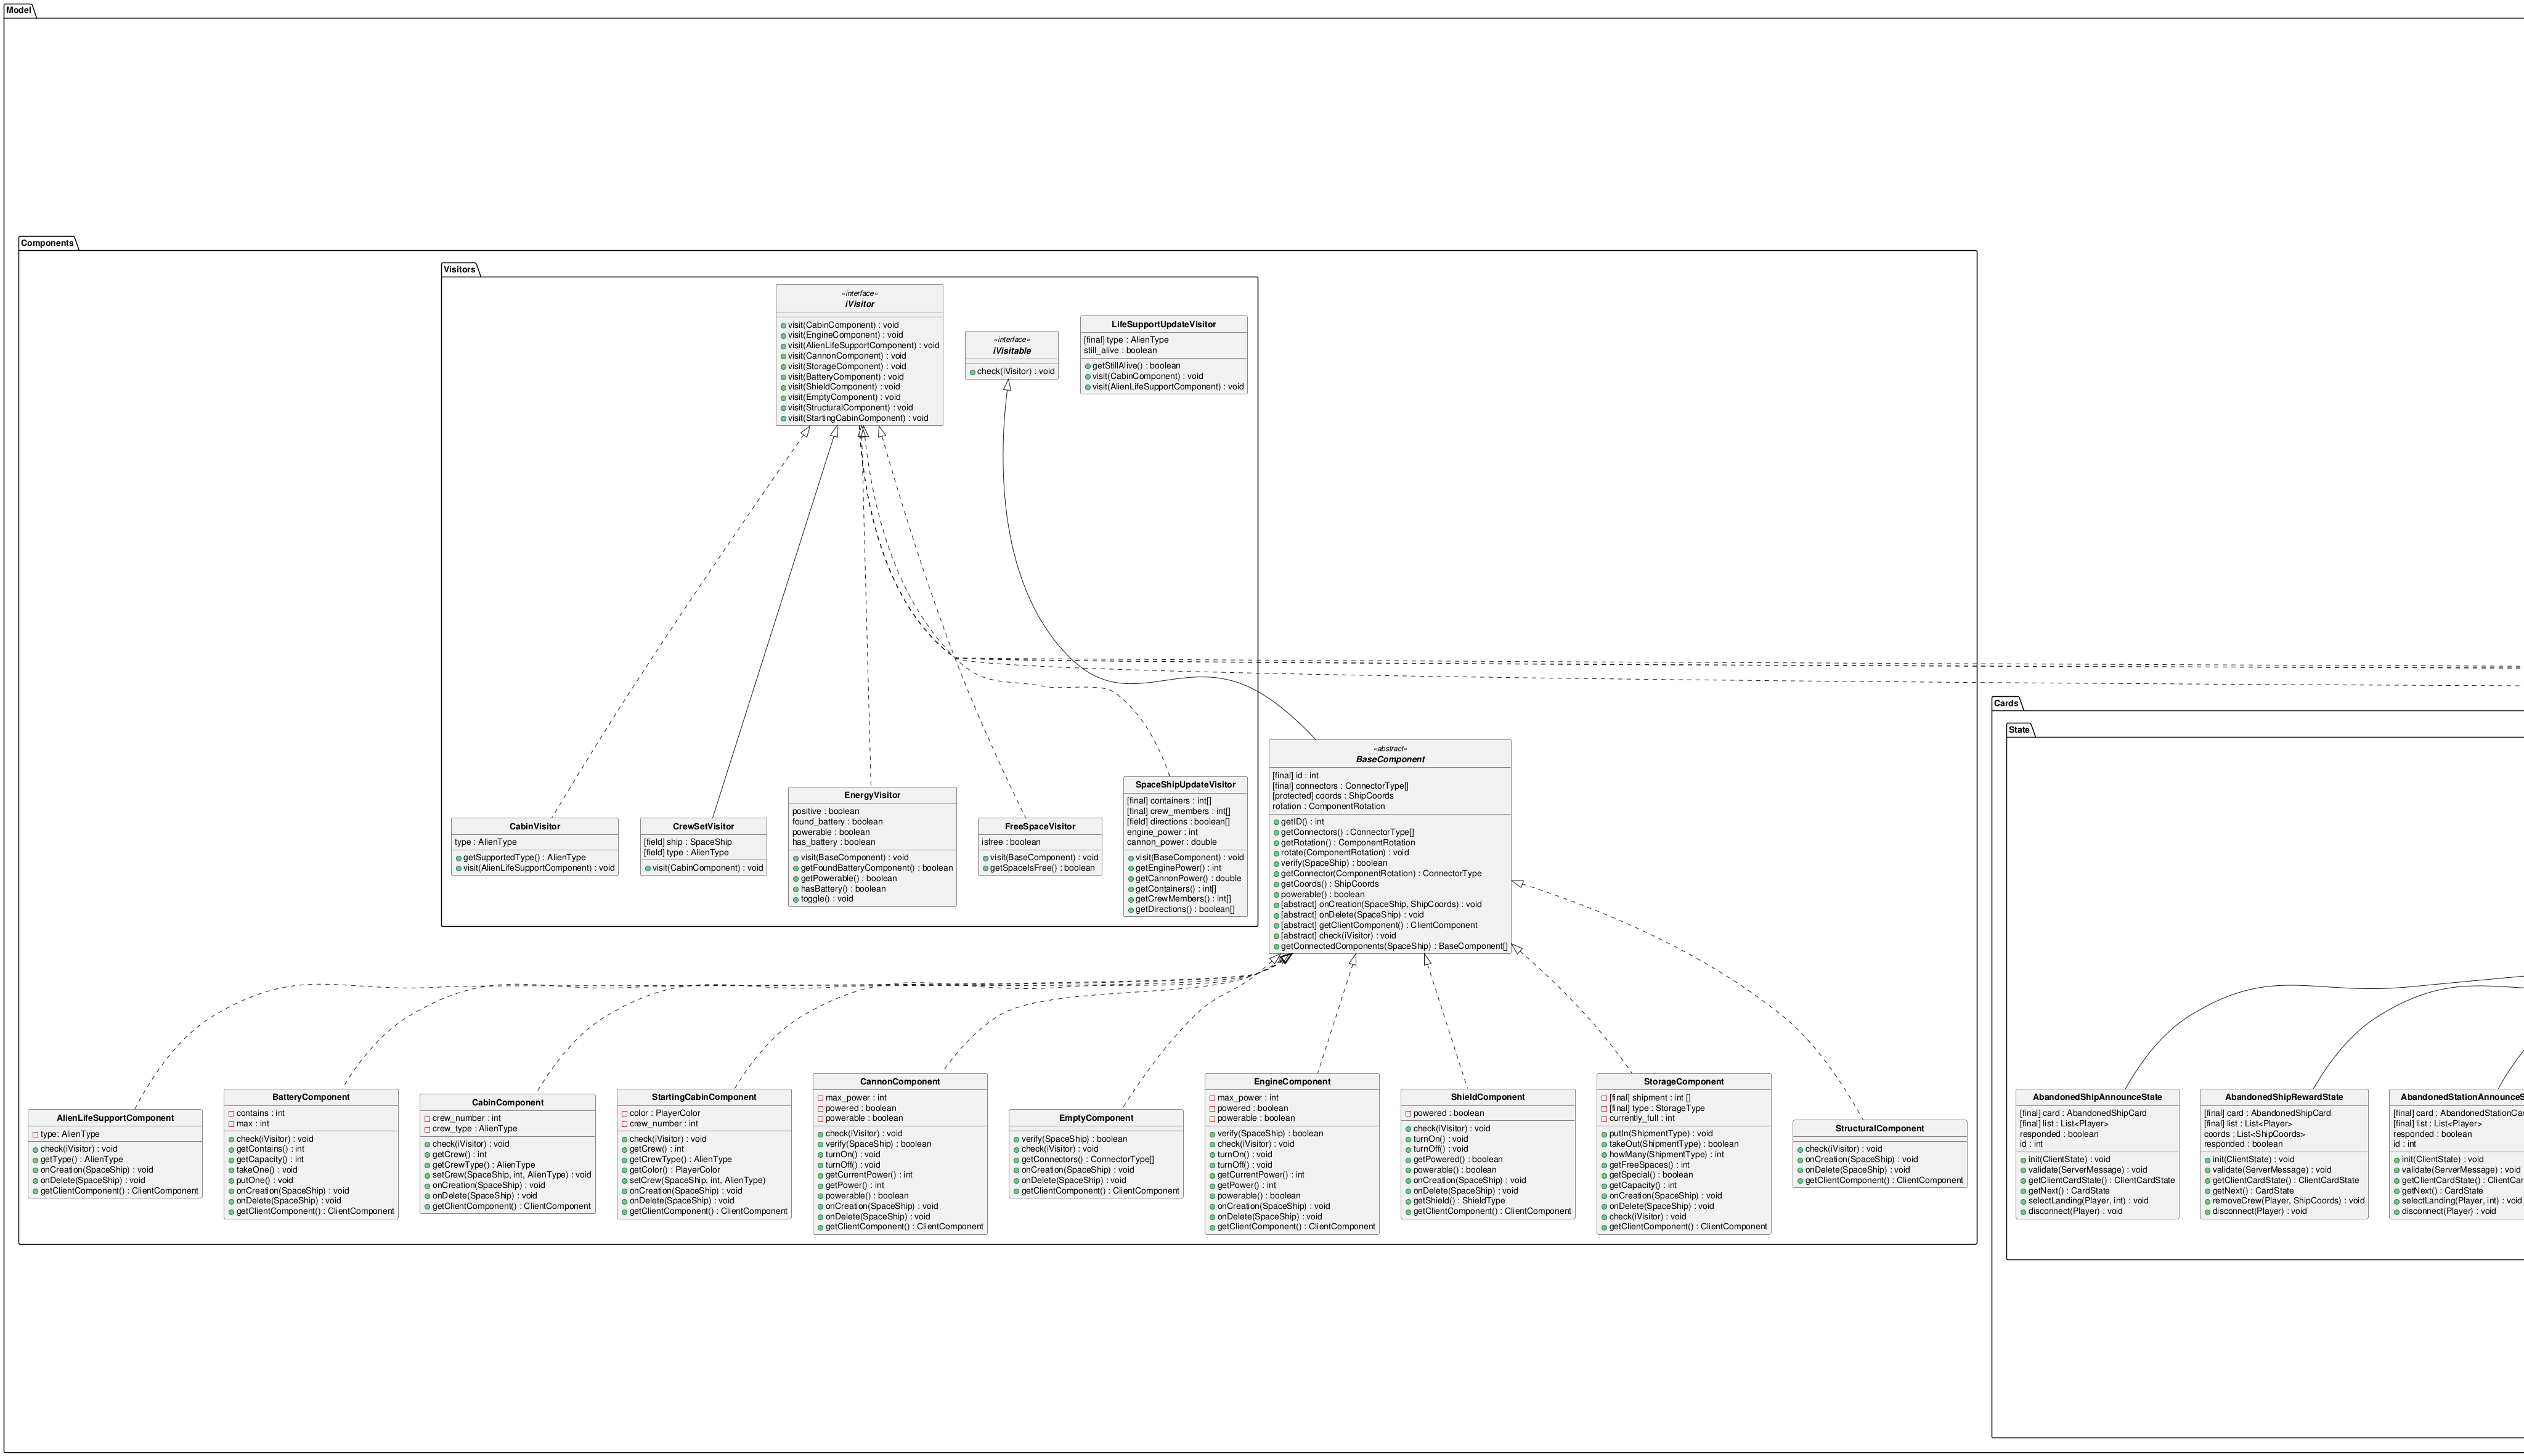 Model
Components
Visitors
«interface»
iVisitor
visit(CabinComponent) : void
visit(EngineComponent) : void
visit(AlienLifeSupportComponent) : void
visit(CannonComponent) : void
visit(StorageComponent) : void
visit(BatteryComponent) : void
visit(ShieldComponent) : void
visit(EmptyComponent) : void
visit(StructuralComponent) : void
visit(StartingCabinComponent) : void
«interface»
iVisitable
check(iVisitor) : void
LifeSupportUpdateVisitor
[final] type : AlienType
still_alive : boolean
getStillAlive() : boolean
visit(CabinComponent) : void
visit(AlienLifeSupportComponent) : void
CabinVisitor
type : AlienType
getSupportedType() : AlienType
visit(AlienLifeSupportComponent) : void
CrewSetVisitor
[field] ship : SpaceShip
[field] type : AlienType
visit(CabinComponent) : void
EnergyVisitor
positive : boolean
found_battery : boolean
powerable : boolean
has_battery : boolean
visit(BaseComponent) : void
getFoundBatteryComponent() : boolean
getPowerable() : boolean
hasBattery() : boolean
toggle() : void
FreeSpaceVisitor
isfree : boolean
visit(BaseComponent) : void
getSpaceIsFree() : boolean
SpaceShipUpdateVisitor
[final] containers : int[]
[final] crew_members : int[]
[field] directions : boolean[]
engine_power : int
cannon_power : double
visit(BaseComponent) : void
getEnginePower() : int
getCannonPower() : double
getContainers() : int[]
getCrewMembers() : int[]
getDirections() : boolean[]
«abstract»
BaseComponent
[final] id : int
[final] connectors : ConnectorType[]
[protected] coords : ShipCoords
rotation : ComponentRotation
getID() : int
getConnectors() : ConnectorType[]
getRotation() : ComponentRotation
rotate(ComponentRotation) : void
verify(SpaceShip) : boolean
getConnector(ComponentRotation) : ConnectorType
getCoords() : ShipCoords
powerable() : boolean
[abstract] onCreation(SpaceShip, ShipCoords) : void
[abstract] onDelete(SpaceShip) : void
[abstract] getClientComponent() : ClientComponent
[abstract] check(iVisitor) : void
getConnectedComponents(SpaceShip) : BaseComponent[]
AlienLifeSupportComponent
type: AlienType
check(iVisitor) : void
getType() : AlienType
onCreation(SpaceShip) : void
onDelete(SpaceShip) : void
getClientComponent() : ClientComponent
BatteryComponent
contains : int
max : int
check(iVisitor) : void
getContains() : int
getCapacity() : int
takeOne() : void
putOne() : void
onCreation(SpaceShip) : void
onDelete(SpaceShip) : void
getClientComponent() : ClientComponent
CabinComponent
crew_number : int
crew_type : AlienType
check(iVisitor) : void
getCrew() : int
getCrewType() : AlienType
setCrew(SpaceShip, int, AlienType) : void
onCreation(SpaceShip) : void
onDelete(SpaceShip) : void
getClientComponent() : ClientComponent
StartingCabinComponent
color : PlayerColor
crew_number : int
check(iVisitor) : void
getCrew() : int
getCrewType() : AlienType
getColor() : PlayerColor
setCrew(SpaceShip, int, AlienType)
onCreation(SpaceShip) : void
onDelete(SpaceShip) : void
getClientComponent() : ClientComponent
CannonComponent
max_power : int
powered : boolean
powerable : boolean
check(iVisitor) : void
verify(SpaceShip) : boolean
turnOn() : void
turnOff() : void
getCurrentPower() : int
getPower() : int
powerable() : boolean
onCreation(SpaceShip) : void
onDelete(SpaceShip) : void
getClientComponent() : ClientComponent
EmptyComponent
verify(SpaceShip) : boolean
check(iVisitor) : void
getConnectors() : ConnectorType[]
onCreation(SpaceShip) : void
onDelete(SpaceShip) : void
getClientComponent() : ClientComponent
EngineComponent
max_power : int
powered : boolean
powerable : boolean
verify(SpaceShip) : boolean
check(iVisitor) : void
turnOn() : void
turnOff() : void
getCurrentPower() : int
getPower() : int
powerable() : boolean
onCreation(SpaceShip) : void
onDelete(SpaceShip) : void
getClientComponent() : ClientComponent
ShieldComponent
powered : boolean
check(iVisitor) : void
turnOn() : void
turnOff() : void
getPowered() : boolean
powerable() : boolean
onCreation(SpaceShip) : void
onDelete(SpaceShip) : void
getShield() : ShieldType
getClientComponent() : ClientComponent
StorageComponent
[final] shipment : int []
[final] type : StorageType
currently_full : int
putIn(ShipmentType) : void
takeOut(ShipmentType) : boolean
howMany(ShipmentType) : int
getFreeSpaces() : int
getSpecial() : boolean
getCapacity() : int
onCreation(SpaceShip) : void
onDelete(SpaceShip) : void
check(iVisitor) : void
getClientComponent() : ClientComponent
StructuralComponent
check(iVisitor) : void
onCreation(SpaceShip) : void
onDelete(SpaceShip) : void
getClientComponent() : ClientComponent
Cards
State
AbandonedShipAnnounceState
[final] card : AbandonedShipCard
[final] list : List<Player>
responded : boolean
id : int
init(ClientState) : void
validate(ServerMessage) : void
getClientCardState() : ClientCardState
getNext() : CardState
selectLanding(Player, int) : void
disconnect(Player) : void
AbandonedShipRewardState
[final] card : AbandonedShipCard
[final] list : List<Player>
coords : List<ShipCoords>
responded : boolean
init(ClientState) : void
validate(ServerMessage) : void
getClientCardState() : ClientCardState
getNext() : CardState
removeCrew(Player, ShipCoords) : void
disconnect(Player) : void
AbandonedStationAnnounceS
[final] card : AbandonedStationCar
[final] list : List<Player>
responded : boolean
id : int
init(ClientState) : void
validate(ServerMessage) : void
getClientCardState() : ClientCar
getNext() : CardState
selectLanding(Player, int) : void
disconnect(Player) : void